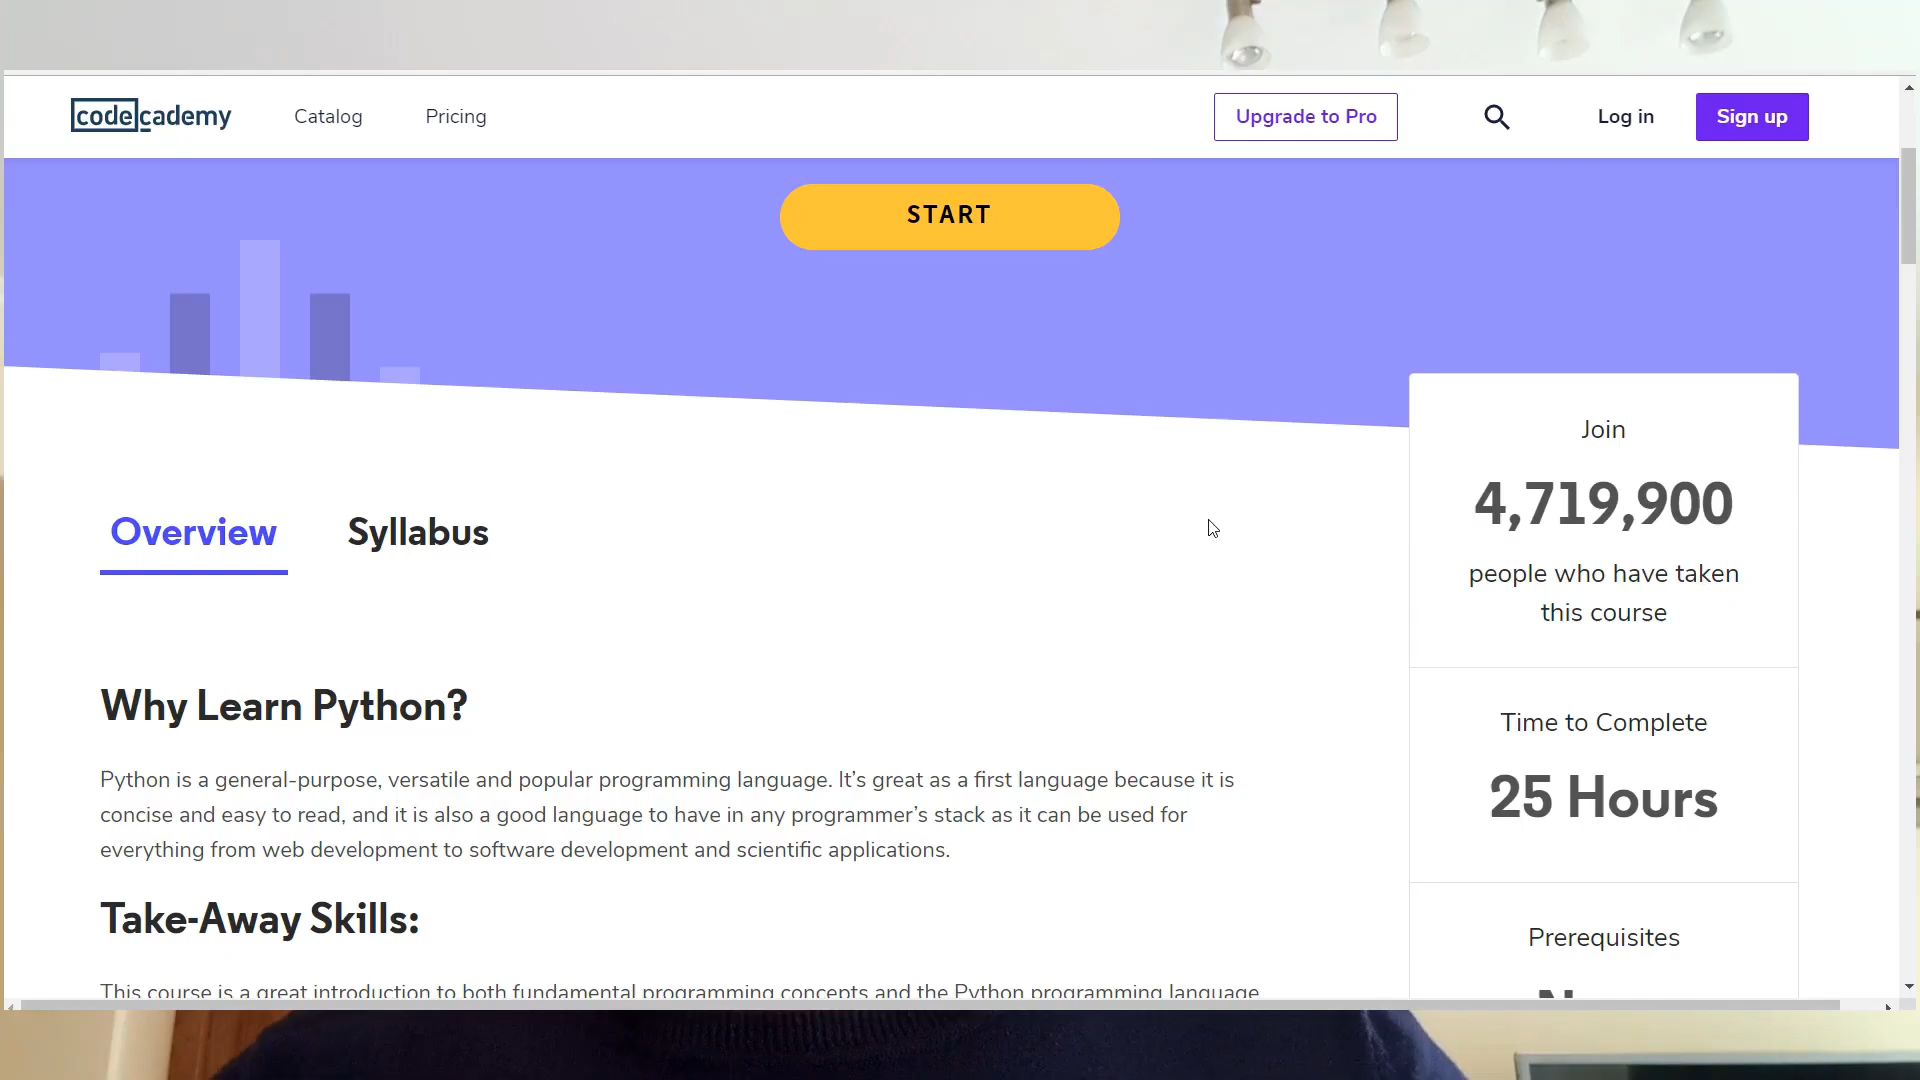 codecademy
Catalog
Pricing
Upgrade to Pro
Log in
Sign up
START
Join
4,719,900
people who have taken
this course
Overview
Syllabus
Time to Complete
25 Hours
Why Learn Python?
Python is a general-purpose, versatile and popular programming language. It’s great as a first language because it is
concise and easy to read, and it is also a good language to have in any programmer’s stack as it can be used for
everything from web development to software development and scientific applications.
Take-Away Skills:
Prerequisites
This course is a great introduction to both fundamental programming concepts and the Python programming language